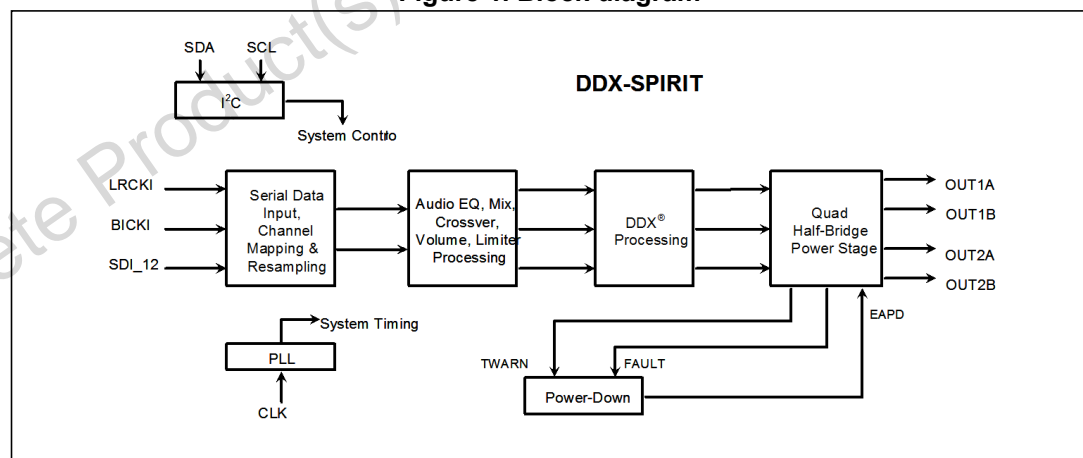 Figure 1. Block diagram
ete Product(s)
SDA
SCL
DDX-SPIRIT
I²C
System Contro
LRCKI
BICKI
SDI_12
Serial Data
Input,
Channel
Mapping &
Resampling
Audio EQ, Mix,
Crossover,
Volume, Limiter
Processing
DDX®
Processing
Quad
Half-Bridge
Power Stage
OUT1A
OUT1B
OUT2A
OUT2B
EAPD
System Timing
PLL
CLK
TWARN
FAULT
Power-Down